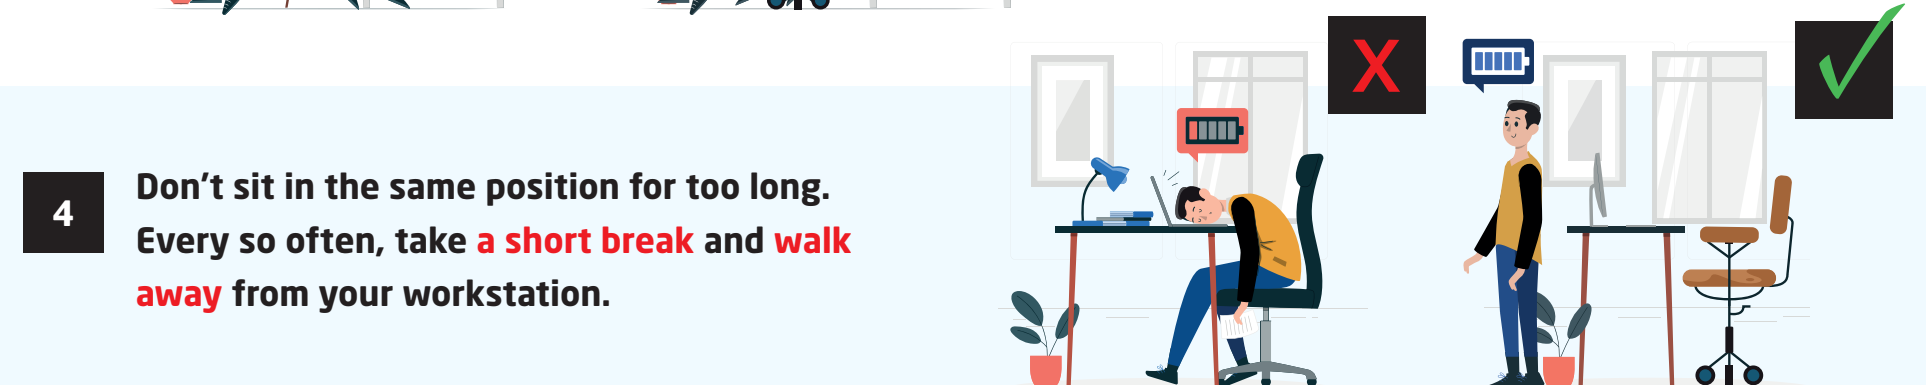 X
4
Don't sit in the same position for too long.
Every so often, take a short break and walk
away from your workstation.